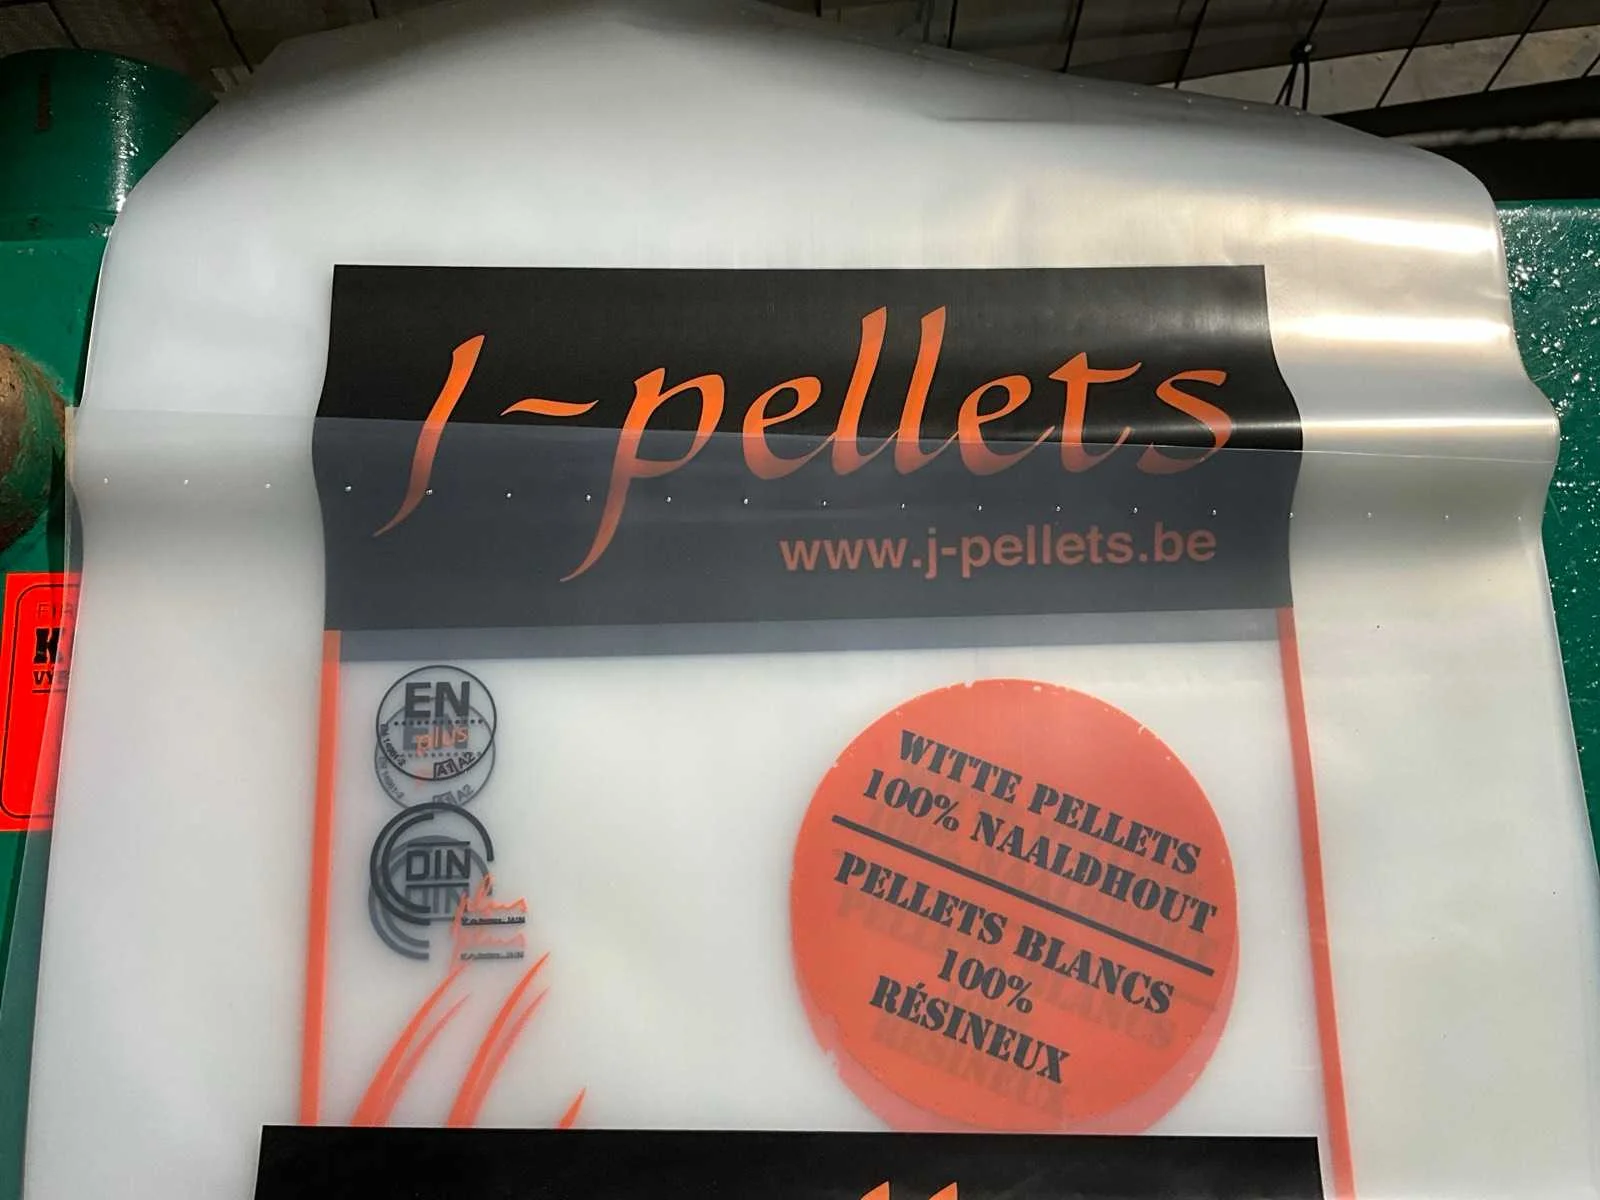 J-pellets
www.j-pellets.be
EN
plus
A1 A2
DIN
plus
WITTE PELLETS
100% NAALDHOUT
PELLETS BLANCS
100%
RÉSINEUX